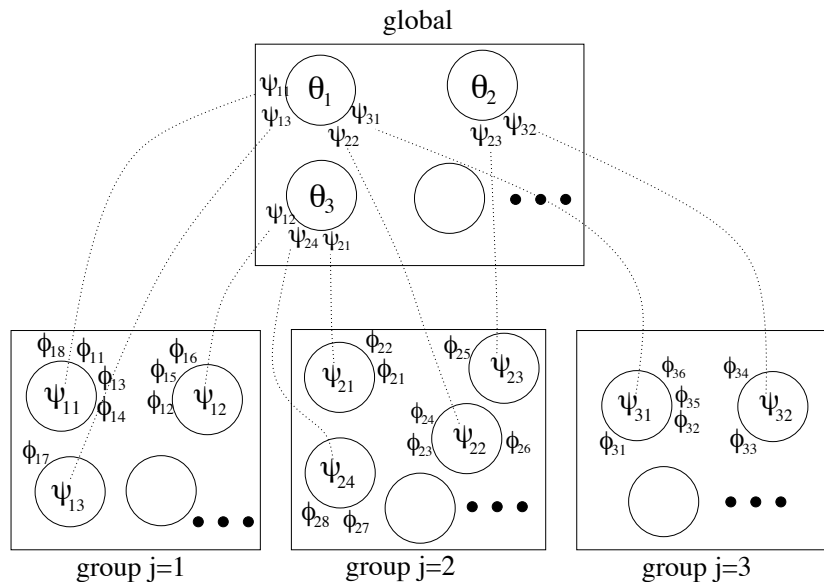 global
θ₁ θ₂
ψ₁₁ ψ₁₃ ψ₃₁ ψ₂₂ ψ₂₃ ψ₃₂
θ₃
ψ₁₂ ψ₂₄ ψ₂₁
ϕ₁₈ ϕ₁₁ ϕ₁₃ ϕ₁₄
ψ₁₁
ϕ₁₆ ϕ₁₅ ϕ₁₂
ψ₁₂
ϕ₁₇
ψ₁₃
group j=1
ϕ₂₂ ϕ₂₁
ψ₂₁
ϕ₂₅
ψ₂₃
ϕ₂₄ ϕ₂₃ ϕ₂₆
ψ₂₂
ψ₂₄
ϕ₂₈ ϕ₂₇
group j=2
ϕ₃₆ ϕ₃₅ ϕ₃₂ ϕ₃₁
ψ₃₁
ϕ₃₄ ϕ₃₃
ψ₃₂
group j=3